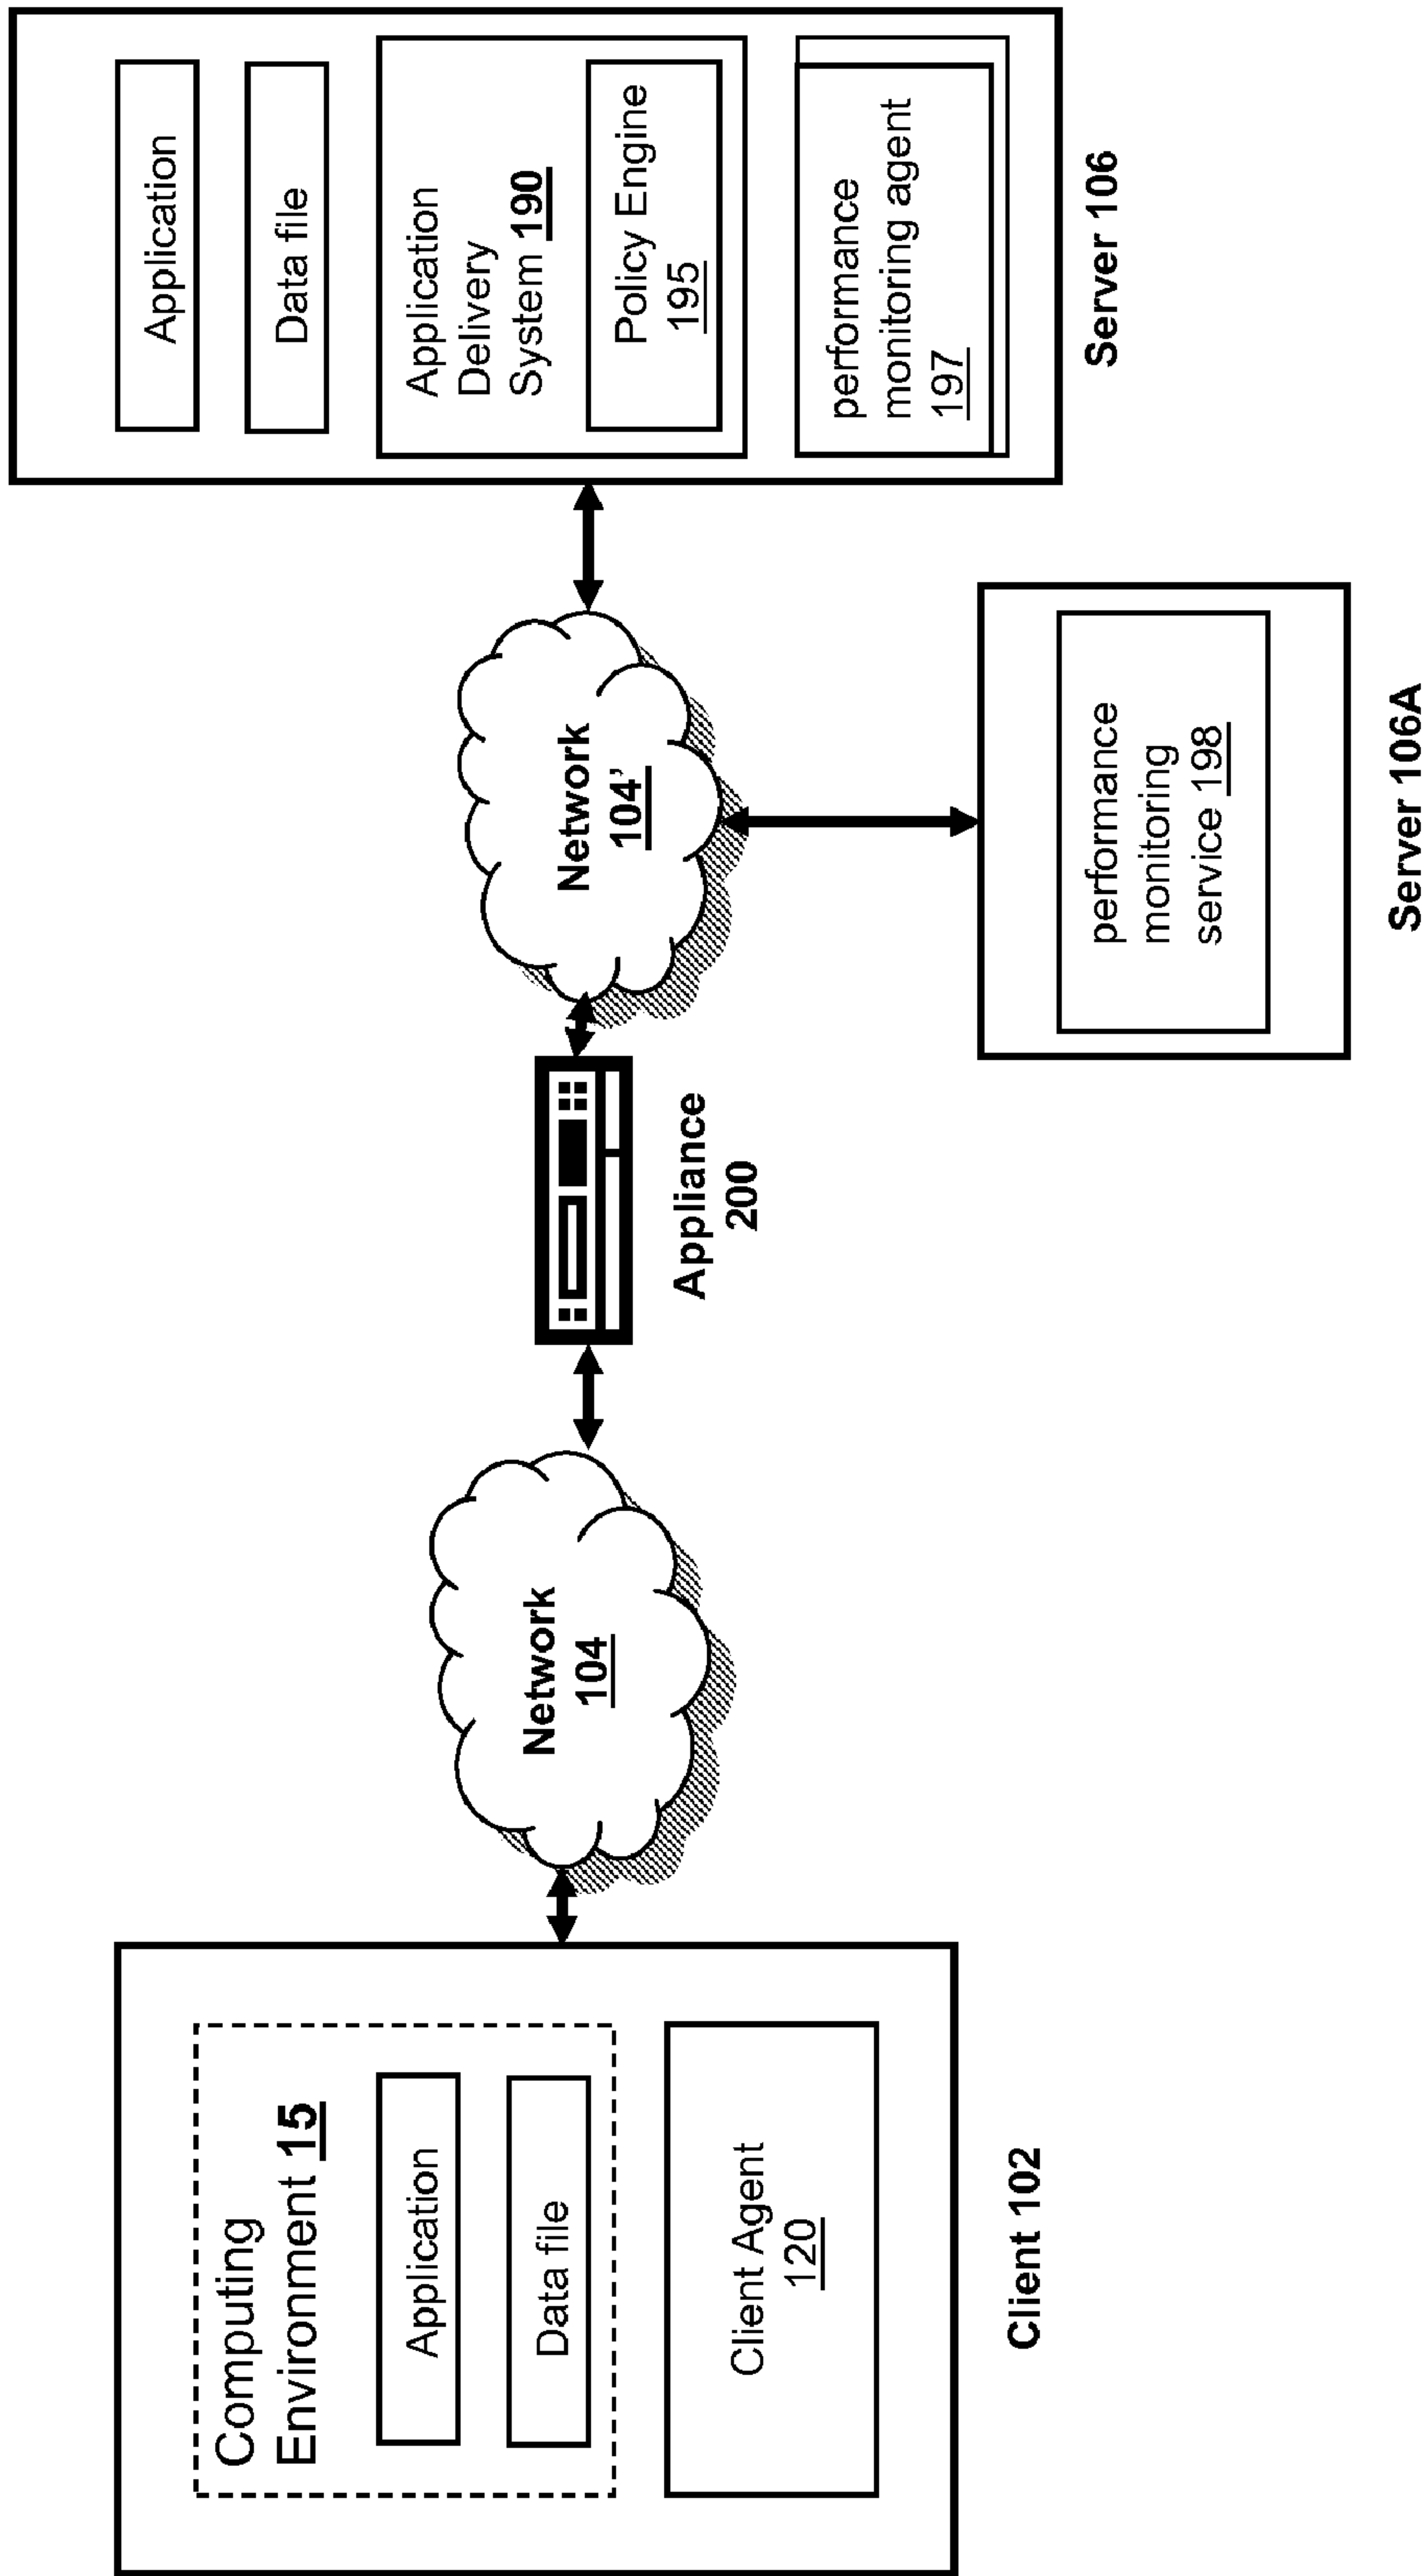 Computing
Environment 15
Application
Data file
Client Agent
120
Client 102
Network
104
Appliance
200
Network
104’
performance
monitoring
service 198
Server 106A
Application
Data file
Application
Delivery
System 190
Policy Engine
195
performance
monitoring agent
197
Server 106